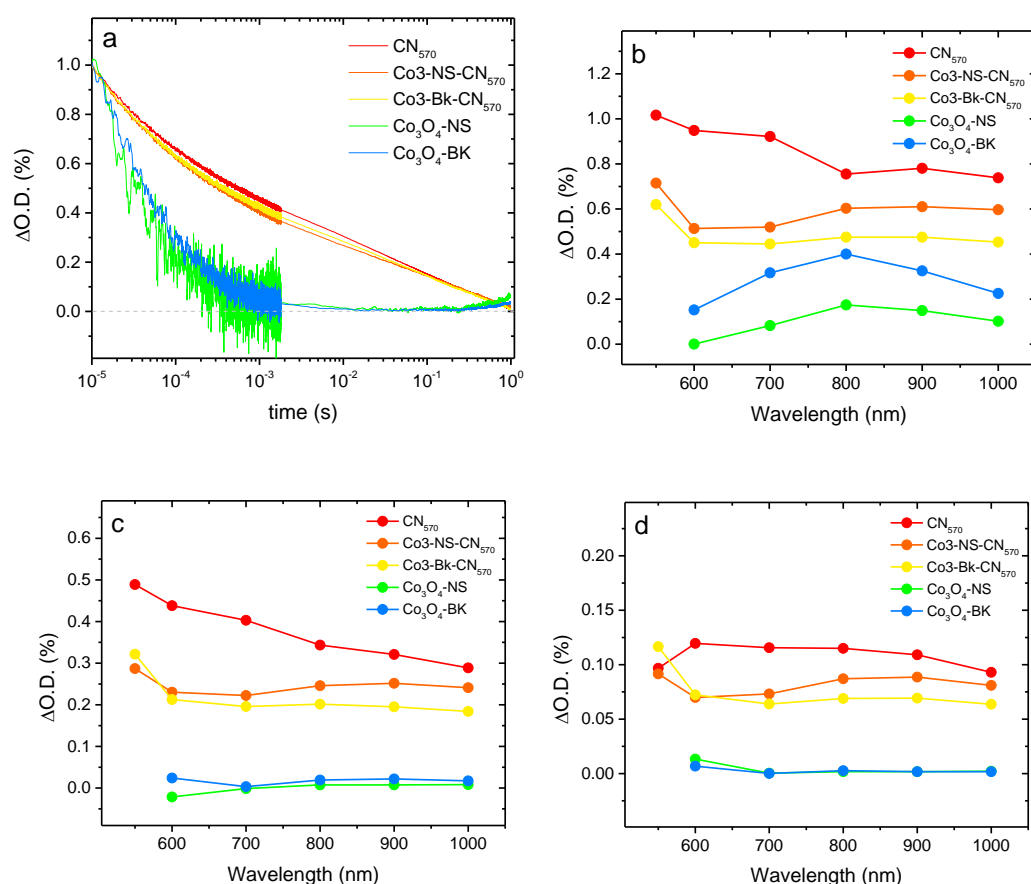 a
CN₅₇₀
Co3-NS-CN₅₇₀
Co3-Bk-CN₅₇₀
Co₃O₄-NS
Co₃O₄-BK
1.0
0.8
0.6
0.4
0.2
0.0
ΔO.D. (%)
10⁻⁵ 10⁻⁴ 10⁻³ 10⁻² 10⁻¹ 10⁰
time (s)
b
CN₅₇₀
Co3-NS-CN₅₇₀
Co3-Bk-CN₅₇₀
Co₃O₄-NS
Co₃O₄-BK
1.2
1.0
0.8
0.6
0.4
0.2
0.0
ΔO.D. (%)
600 700 800 900 1000
Wavelength (nm)
c
CN₅₇₀
Co3-NS-CN₅₇₀
Co3-Bk-CN₅₇₀
Co₃O₄-NS
Co₃O₄-BK
0.6
0.5
0.4
0.3
0.2
0.1
0.0
ΔO.D. (%)
600 700 800 900 1000
Wavelength (nm)
d
CN₅₇₀
Co3-NS-CN₅₇₀
Co3-Bk-CN₅₇₀
Co₃O₄-NS
Co₃O₄-BK
0.20
0.15
0.10
0.05
0.00
ΔO.D. (%)
600 700 800 900 1000
Wavelength (nm)